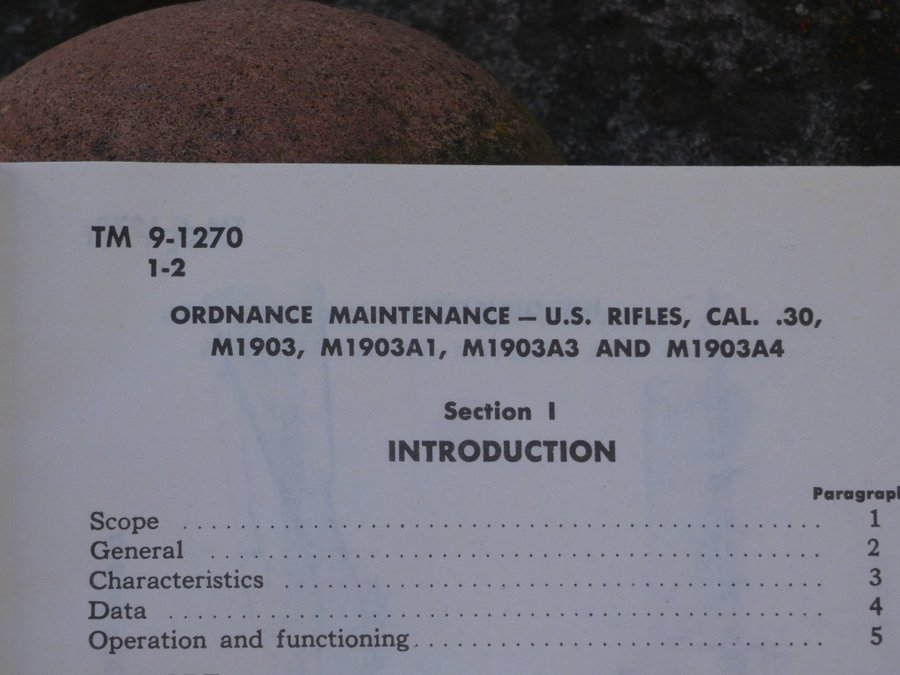 TM 9-1270
1-2
ORDNANCE MAINTENANCE — U.S. RIFLES, CAL. .30,
M1903, M1903A1, M1903A3 AND M1903A4
Section I
INTRODUCTION
Paragraph
Scope . . . . . . . . . . . . . . . . . . . . . . . . . . . . . . . . . . . . . . . . . . . . 1
General . . . . . . . . . . . . . . . . . . . . . . . . . . . . . . . . . . . . . . . . . . 2
Characteristics . . . . . . . . . . . . . . . . . . . . . . . . . . . . . . . . . . . . . 3
Data . . . . . . . . . . . . . . . . . . . . . . . . . . . . . . . . . . . . . . . . . . . . . 4
Operation and functioning . . . . . . . . . . . . . . . . . . . . . . . . . . . . 5